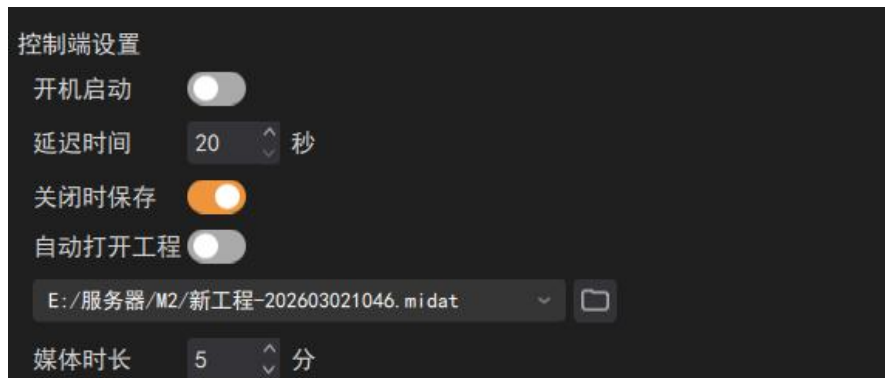 控制端设置
开机启动
延迟时间 20 秒
关闭时保存
自动打开工程
E:/服务器/M2/新工程-202603021046.midat
媒体时长 5 分